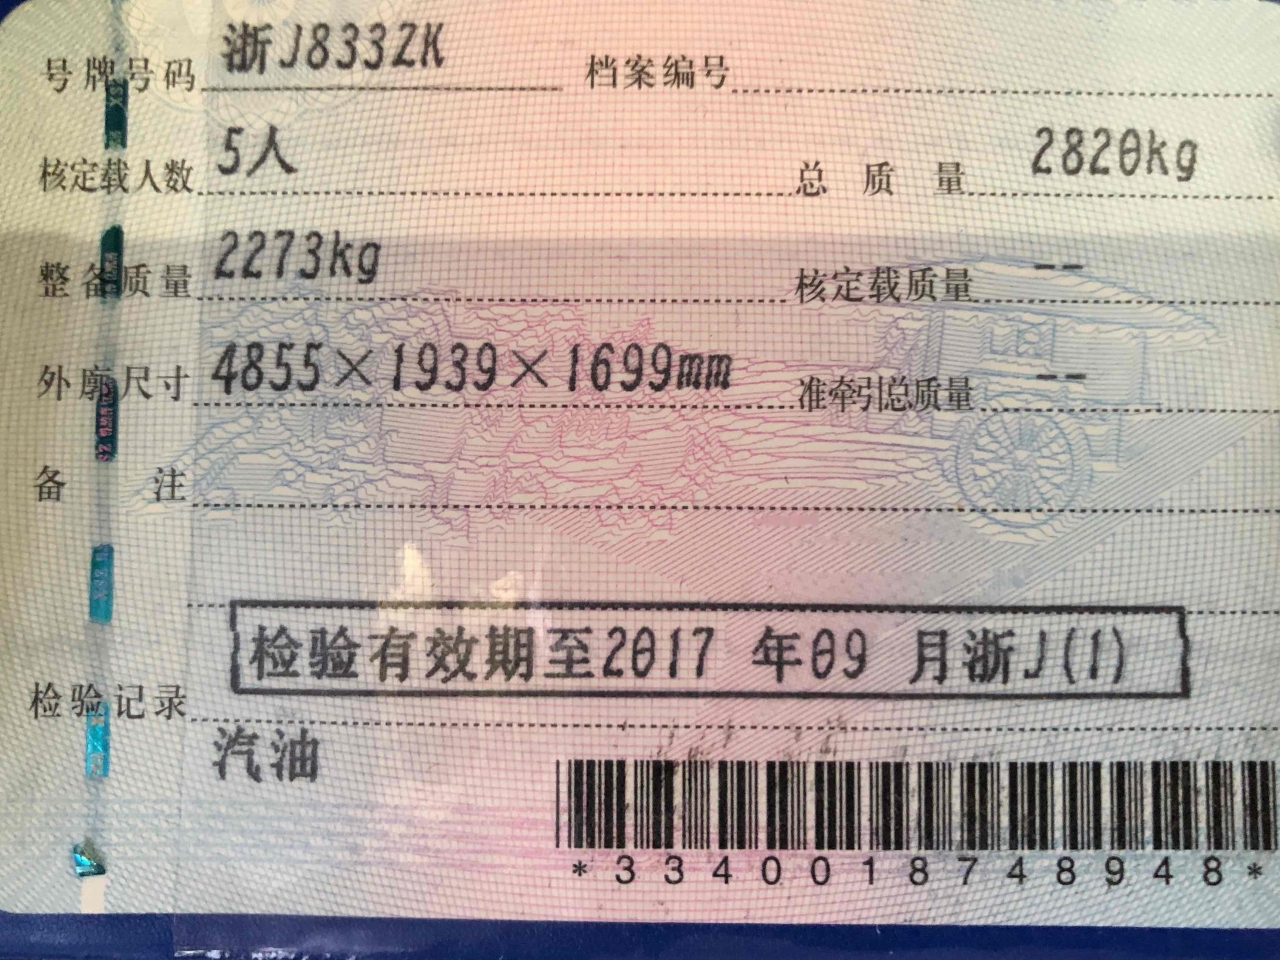 号牌号码 浙J833ZK 档案编号
核定载人数 5人 总质量 2820kg
整备质量 2273kg 核定载质量 --
外廓尺寸 4855×1939×1699mm 准牵引总质量 --
备注
检验有效期至2017 年09 月浙J(1)
检验记录
汽油
*3340018748948*